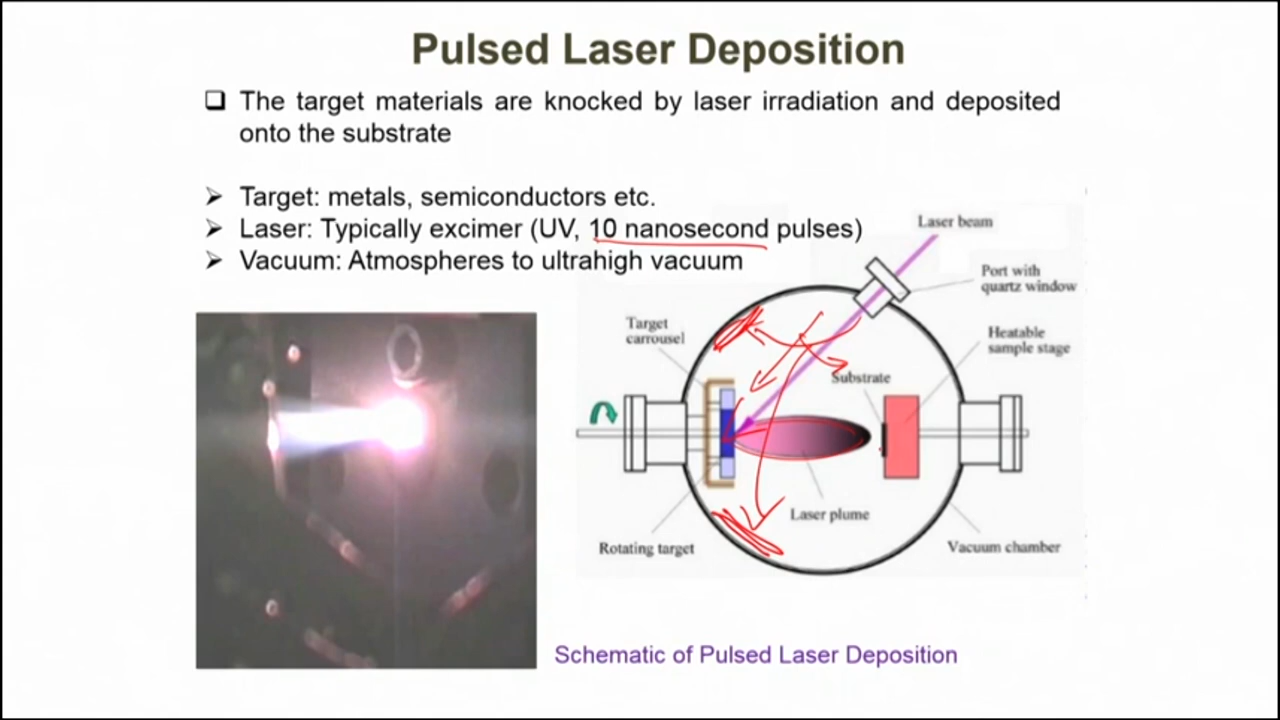 Pulsed Laser Deposition
❑ The target materials are knocked by laser irradiation and deposited
onto the substrate
➢ Target: metals, semiconductors etc.
➢ Laser: Typically excimer (UV, 10 nanosecond pulses)
➢ Vacuum: Atmospheres to ultrahigh vacuum
Laser beam
Port with
quartz window
Target
carrousel
Heatable
sample stage
Substrate
Laser plume
Rotating target
Vacuum chamber
Schematic of Pulsed Laser Deposition